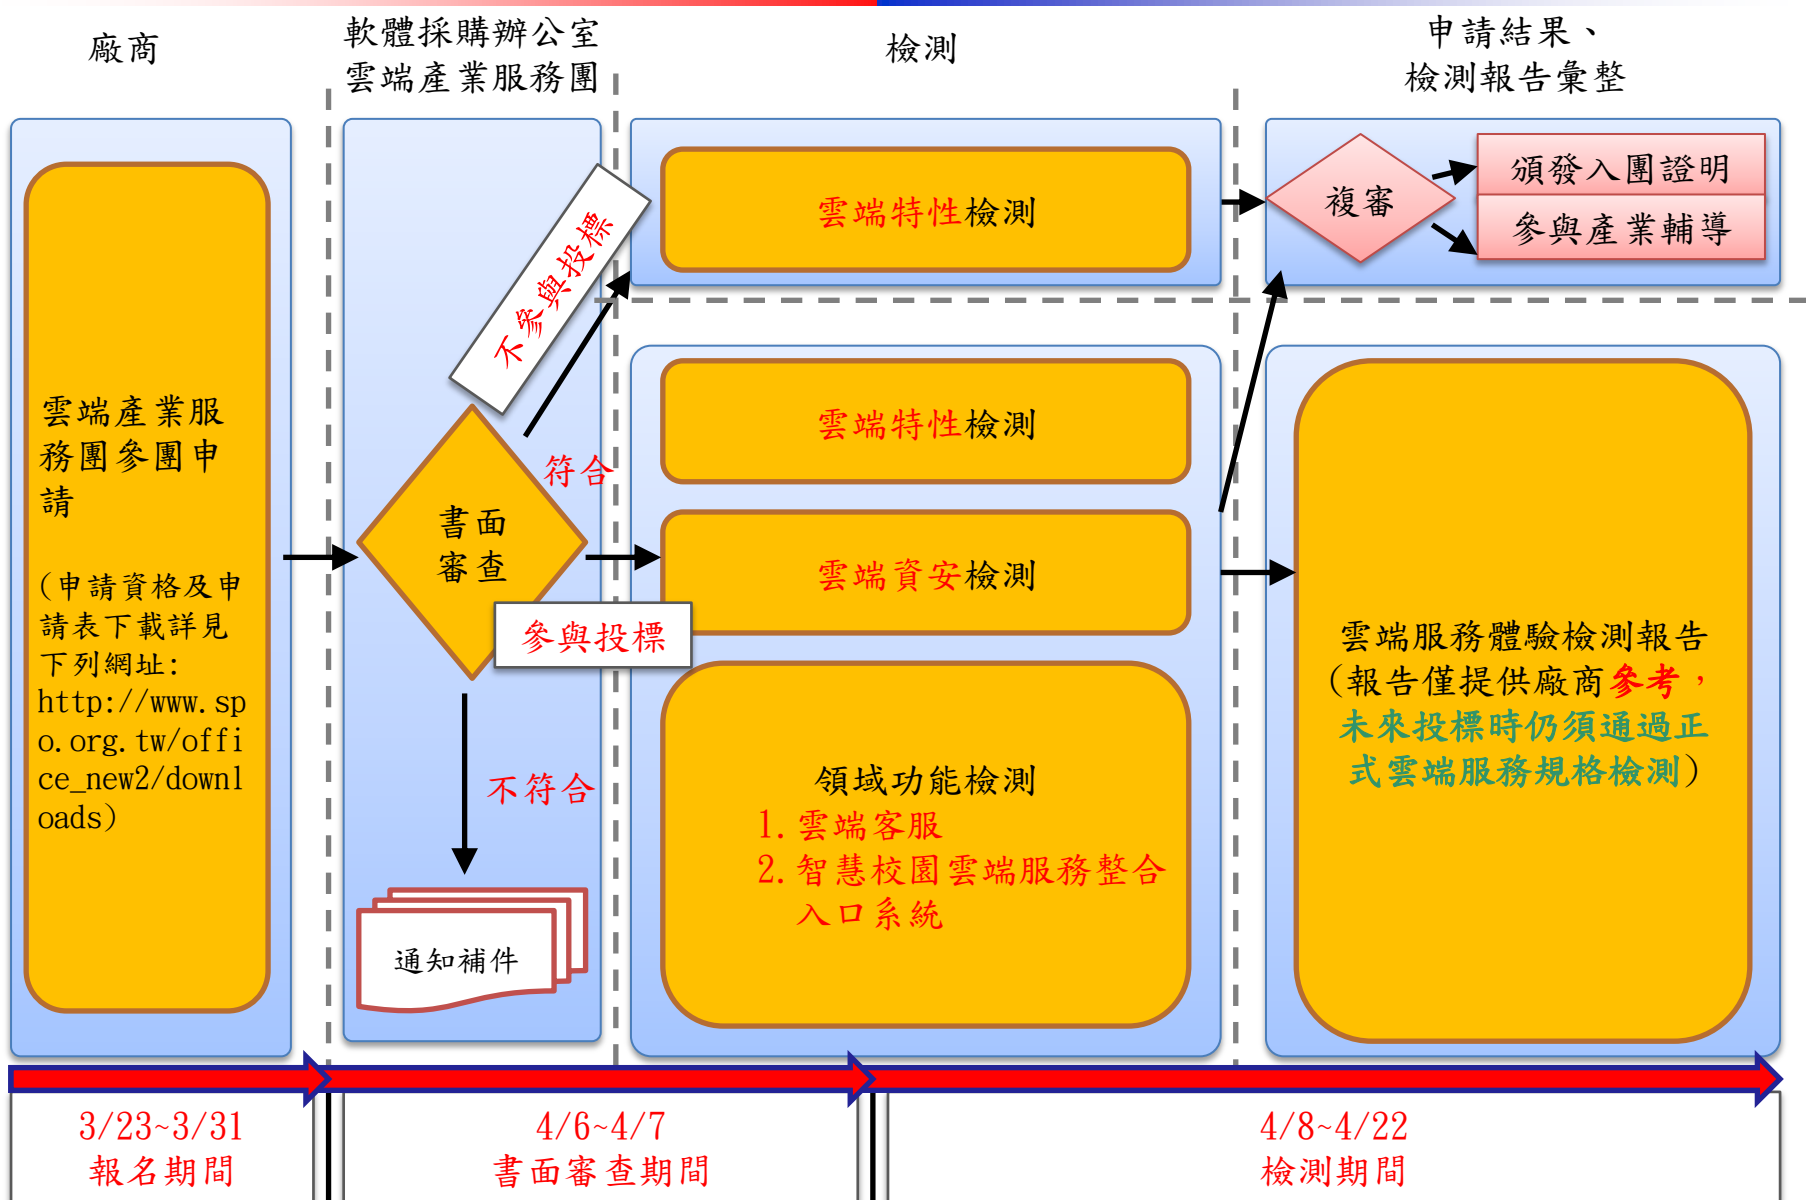 廠商
軟體採購辦公室
雲端產業服務團
檢測
申請結果、
檢測報告彙整
雲端產業服
務團參團申
請
(申請資格及申
請表下載詳見
下列網址:
http://www.sp
o.org.tw/offi
ce_new2/downl
oads)
不參與投標
符合
書面
審查
參與投標
不符合
通知補件
雲端特性檢測
雲端特性檢測
雲端資安檢測
領域功能檢測
1. 雲端客服
2. 智慧校園雲端服務整合
入口系統
複審
頒發入團證明
參與產業輔導
雲端服務體驗檢測報告
(報告僅提供廠商參考，
未來投標時仍須通過正
式雲端服務規格檢測)
3/23~3/31
報名期間
4/6~4/7
書面審查期間
4/8~4/22
檢測期間